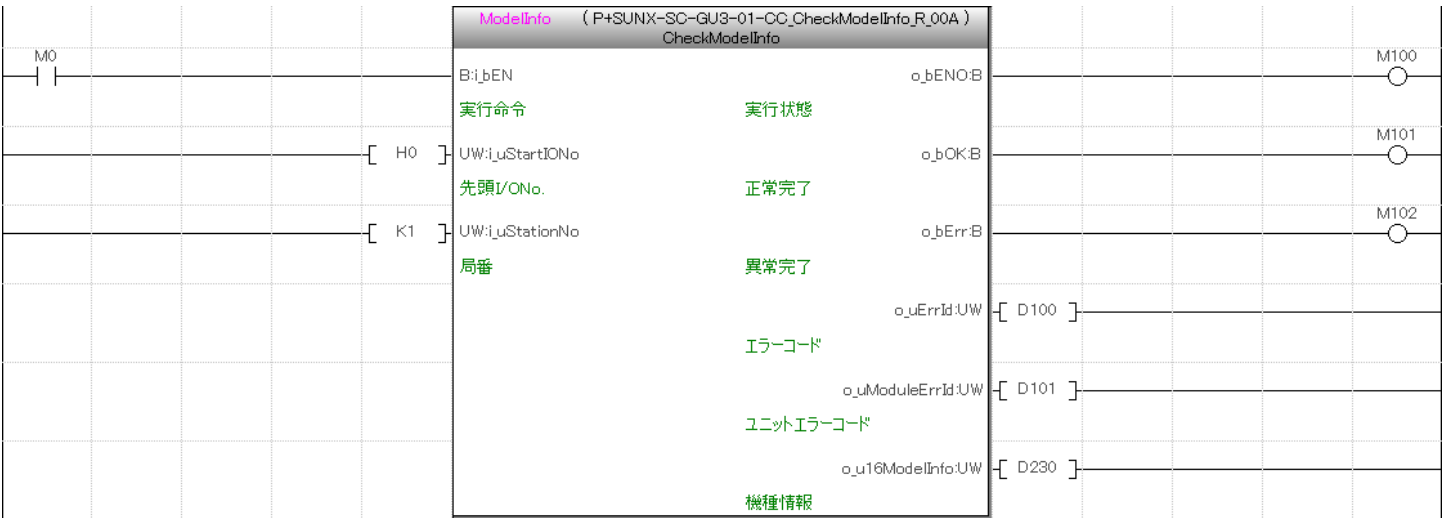 ModelInfo (P+SUNX-SC-GU3-01-CC_CheckModelInfo_R_00A)
CheckModelInfo
M0 B:i_bEN o_bENO:B M100
実行命令 実行状態
H0 UW:i_uStartIONo o_bOK:B M101
先頭I/ONo. 正常完了
K1 UW:i_uStationNo o_bErr:B M102
局番 異常完了
o_uErrId:UW D100
エラーコード
o_uModuleErrId:UW D101
ユニットエラーコード
o_u16ModelInfo:UW D230
機種情報